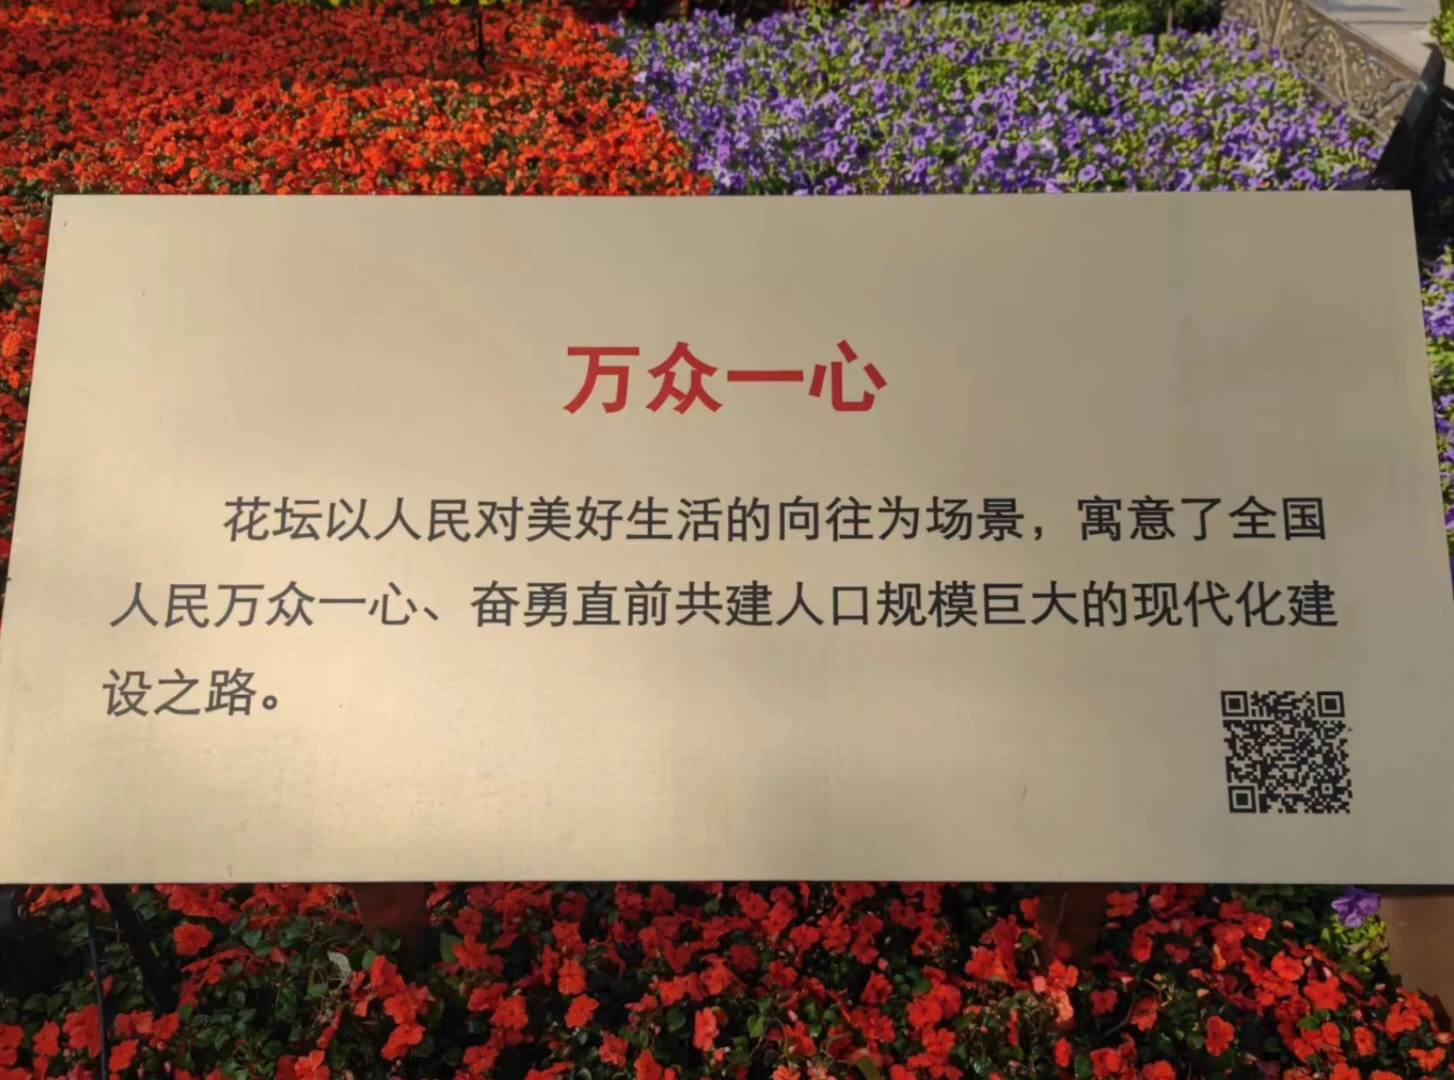 万众一心
花坛以人民对美好生活的向往为场景，寓意了全国
人民万众一心、奋勇直前共建人口规模巨大的现代化建
设之路。